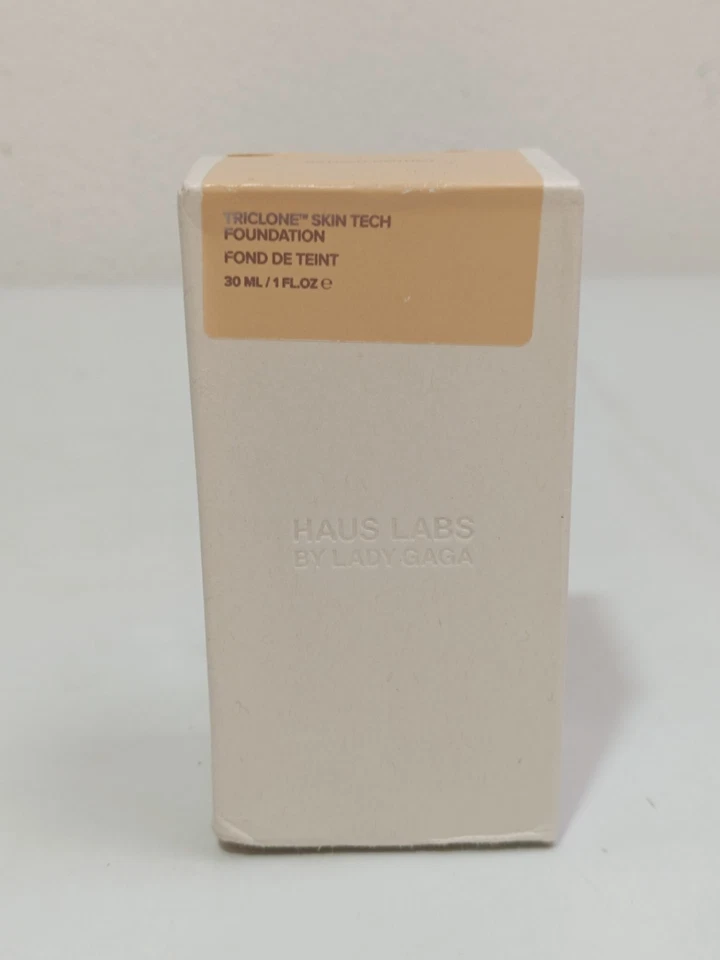 TRICLONE™ SKIN TECH
FOUNDATION
FOND DE TEINT
30 ML / 1 FL.OZ ℮
HAUS LABS
BY LADY GAGA